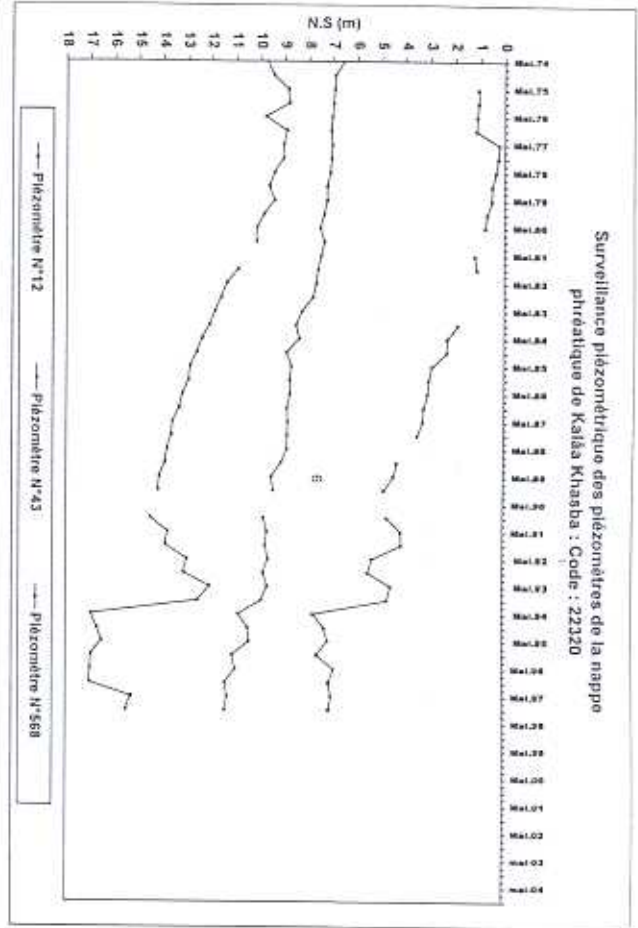 Surveillance piézométrique des piézomètres de la nappe
phréatique de Kalâa Khasba : Code : 22320
Mai.74
Mai.75
Mai.76
Mai.77
Mai.78
Mai.79
Mai.80
Mai.81
Mai.82
Mai.83
Mai.84
Mai.85
Mai.86
Mai.87
Mai.88
Mai.89
Mai.90
Mai.91
Mai.92
Mai.93
Mai.94
Mai.95
Mai.96
Mai.97
Mai.98
Mai.99
Mai.00
Mai.01
Mai.02
mai-03
mai-04
N.S (m)
0
1
2
3
4
5
6
7
8
9
10
11
12
13
14
15
16
17
18
Piézomètre N°12
Piézomètre N°43
Piézomètre N°568